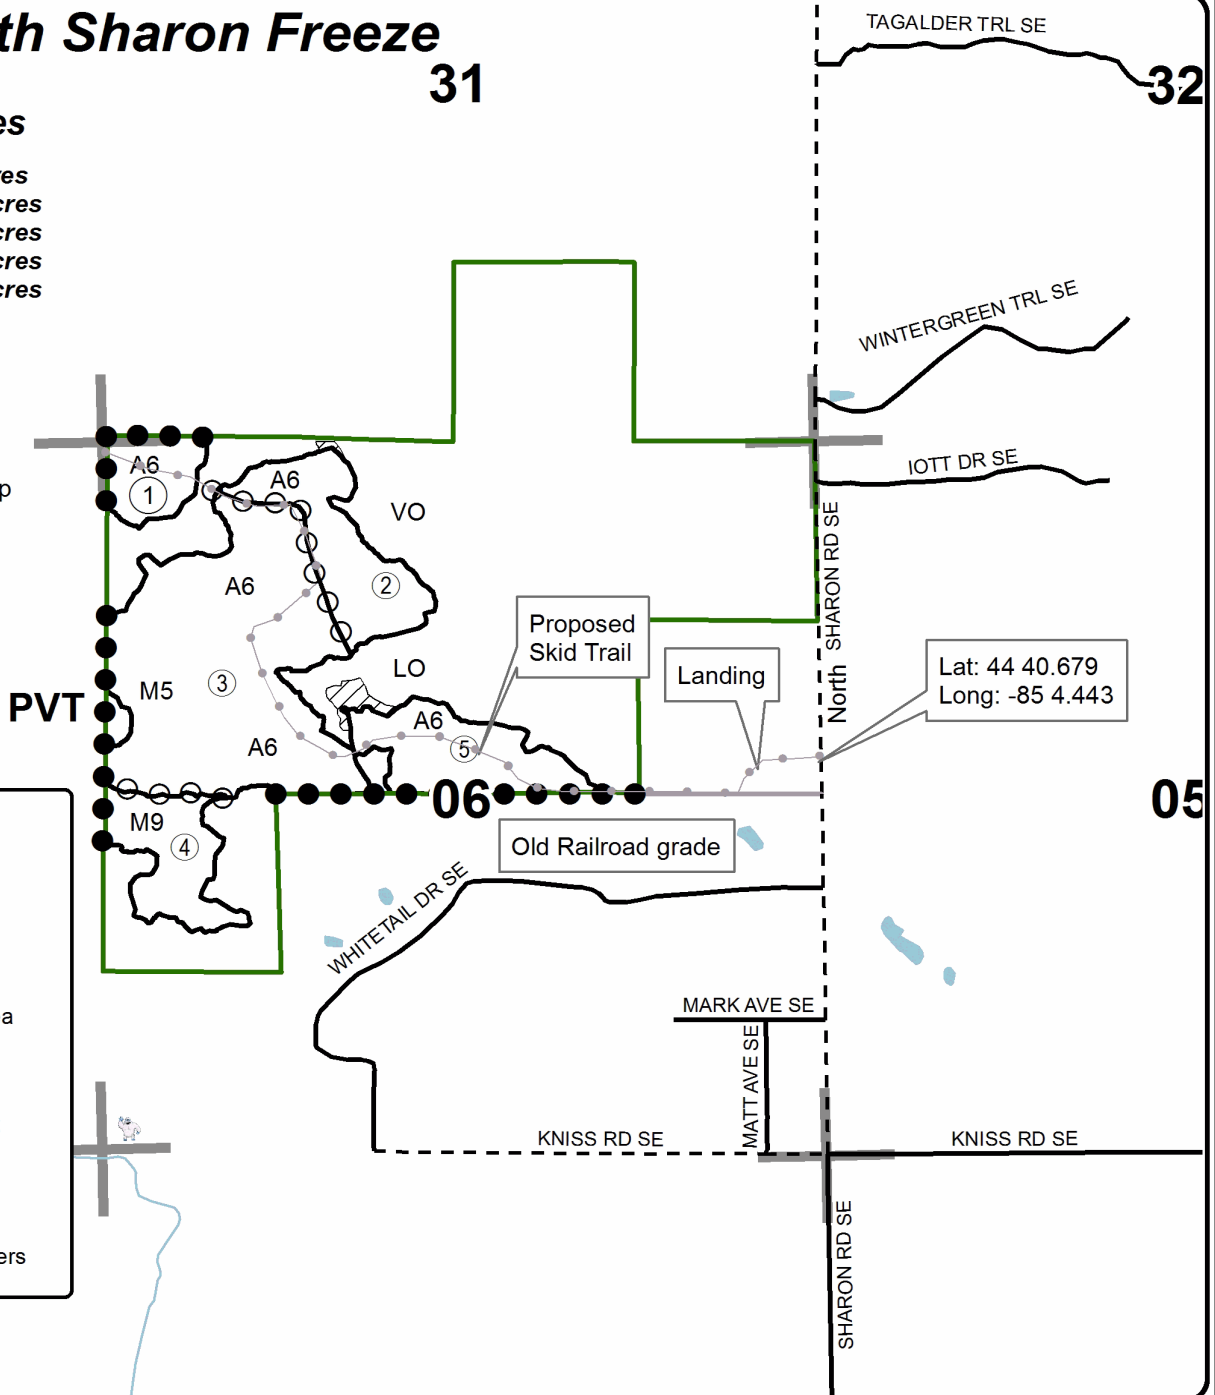 th Sharon Freeze
31
TAGALDER TRL SE
32
es
res
cres
cres
cres
cres
WINTERGREEN TRL SE
IOTT DR SE
A6
1
A6
p
VO
SHARON RD SE
A6
2
Proposed
Skid Trail
LO
Landing
North
Lat: 44 40.679
Long: -85 4.443
M5
3
PVT
A6
A6
5
06
05
M9
4
Old Railroad grade
WHITETAIL DR SE
MARK AVE SE
a
MATT AVE SE
KNISS RD SE
KNISS RD SE
SHARON RD SE
ers